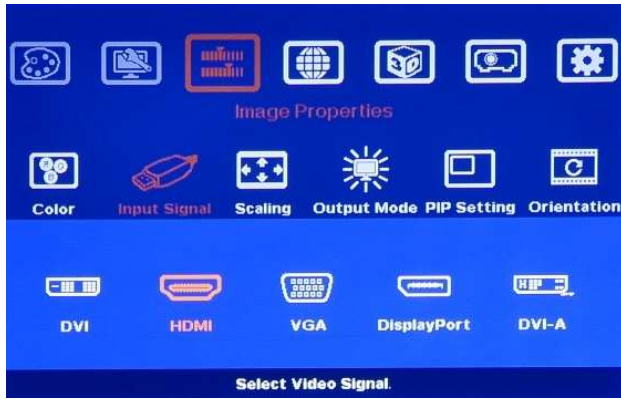 3D
Image Properties
Color
Input Signal
Scaling
Output Mode
PIP Setting
Orientation
DVI
HDMI
VGA
DisplayPort
DVI-A
Select Video Signal.